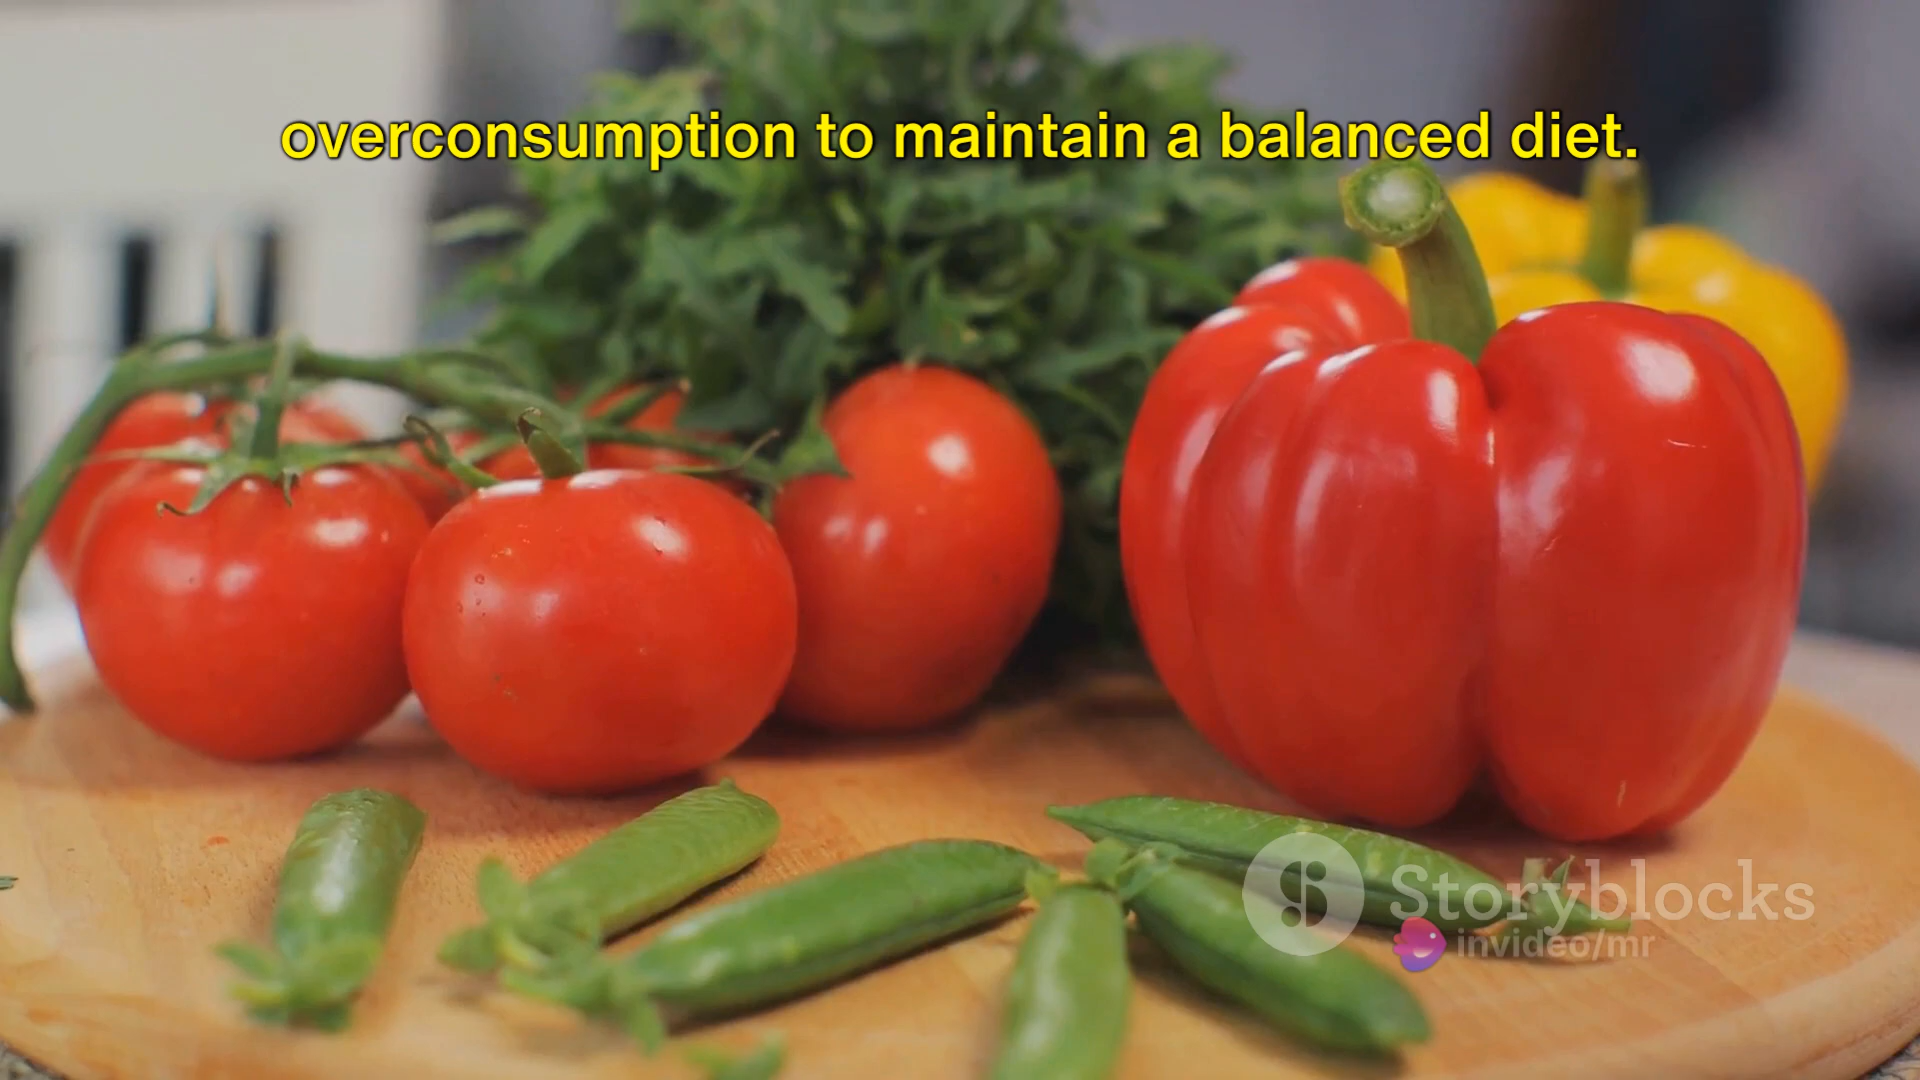 overconsumption to maintain a balanced diet.
Storyblocks
invideo/mr